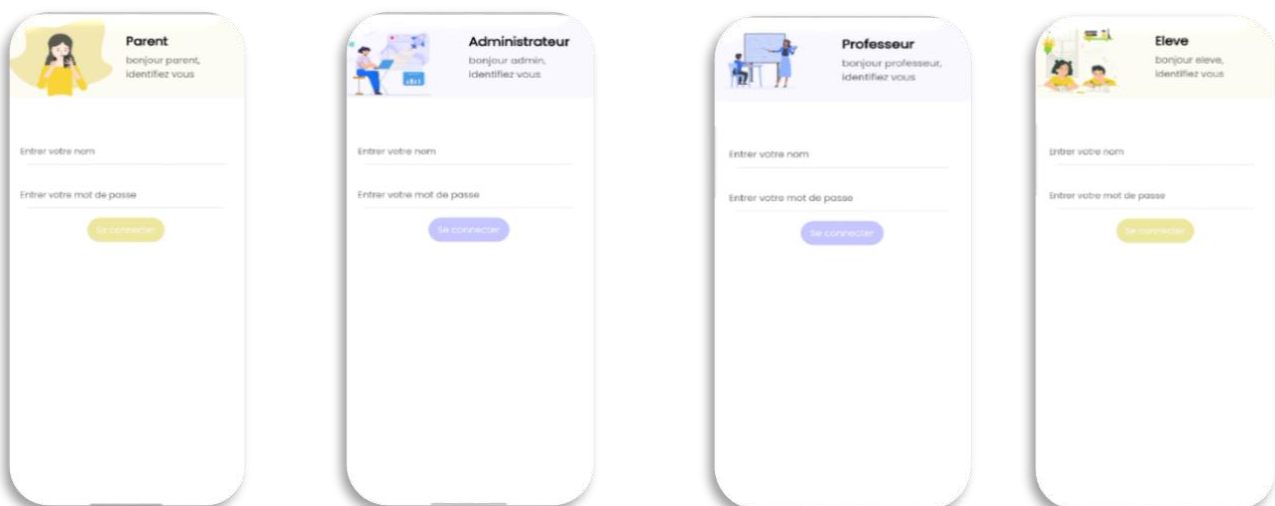 Parent
bonjour parent,
identifiez vous
Entrer votre nom
Entrer votre mot de passe
Se connecter
Administrateur
bonjour admin,
identifiez vous
Entrer votre nom
Entrer votre mot de passe
Se connecter
Professeur
bonjour professeur,
identifiez vous
Entrer votre nom
Entrer votre mot de passe
Se connecter
Eleve
bonjour eleve,
identifiez vous
Entrer votre nom
Entrer votre mot de passe
Se connecter